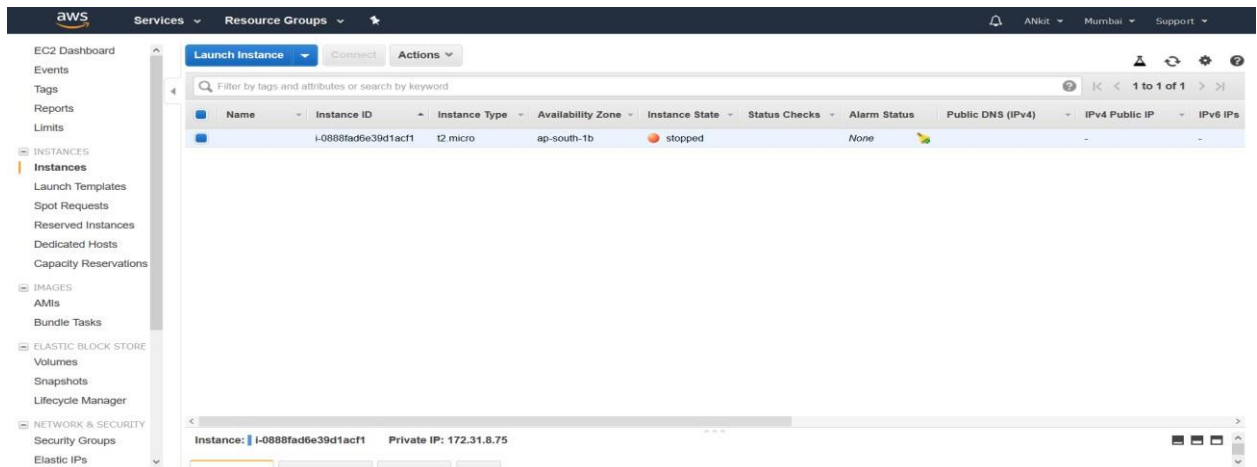 aws Services Resource Groups ANkit Mumbai Support
EC2 Dashboard
Events
Tags
Reports
Limits
INSTANCES
Instances
Launch Templates
Spot Requests
Reserved Instances
Dedicated Hosts
Capacity Reservations
IMAGES
AMIs
Bundle Tasks
ELASTIC BLOCK STORE
Volumes
Snapshots
Lifecycle Manager
NETWORK & SECURITY
Security Groups
Elastic IPs
Launch Instance Connect Actions
Filter by tags and attributes or search by keyword 1 to 1 of 1
Name Instance ID Instance Type Availability Zone Instance State Status Checks Alarm Status Public DNS (IPv4) IPv4 Public IP IPv6 IPs
i-0888fad6e39d1acf1 t2.micro ap-south-1b stopped None - -
Instance: i-0888fad6e39d1acf1 Private IP: 172.31.8.75